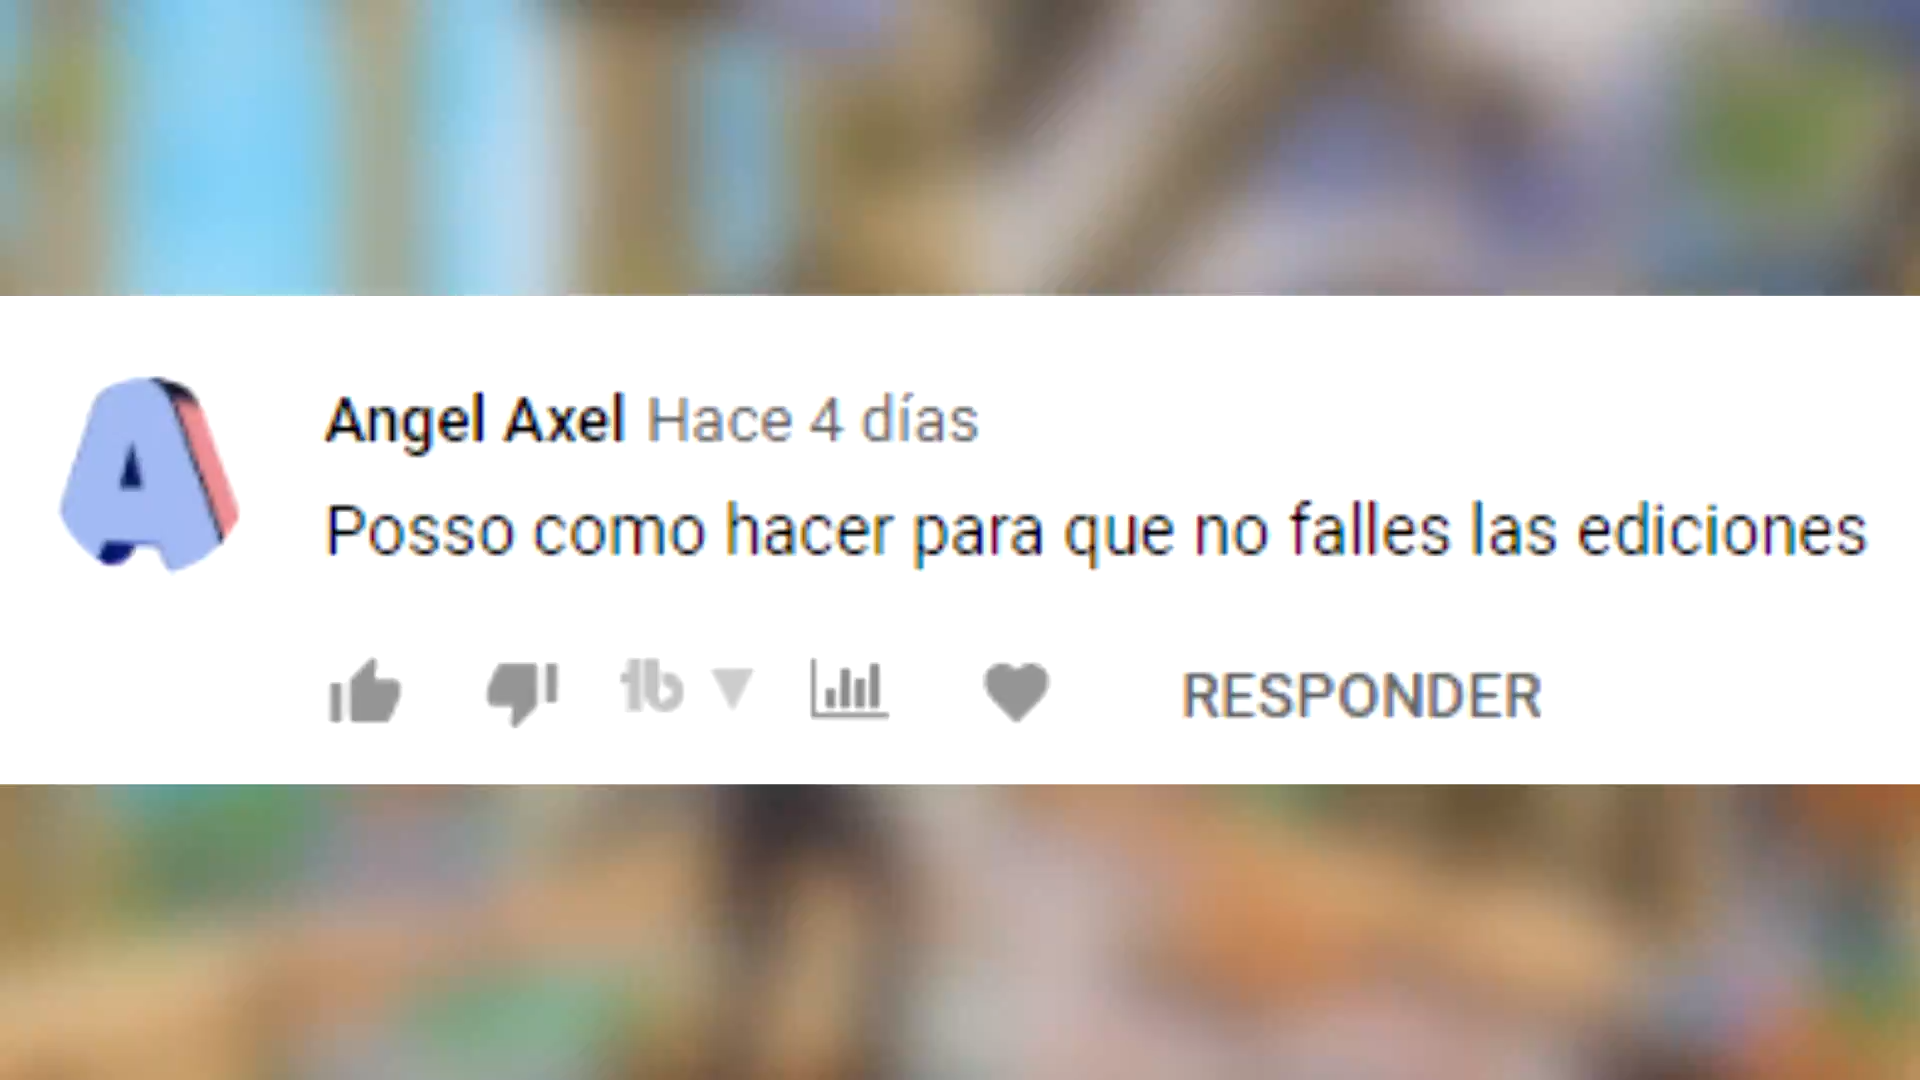 Angel Axel Hace 4 días
Posso como hacer para que no falles las ediciones
RESPONDER